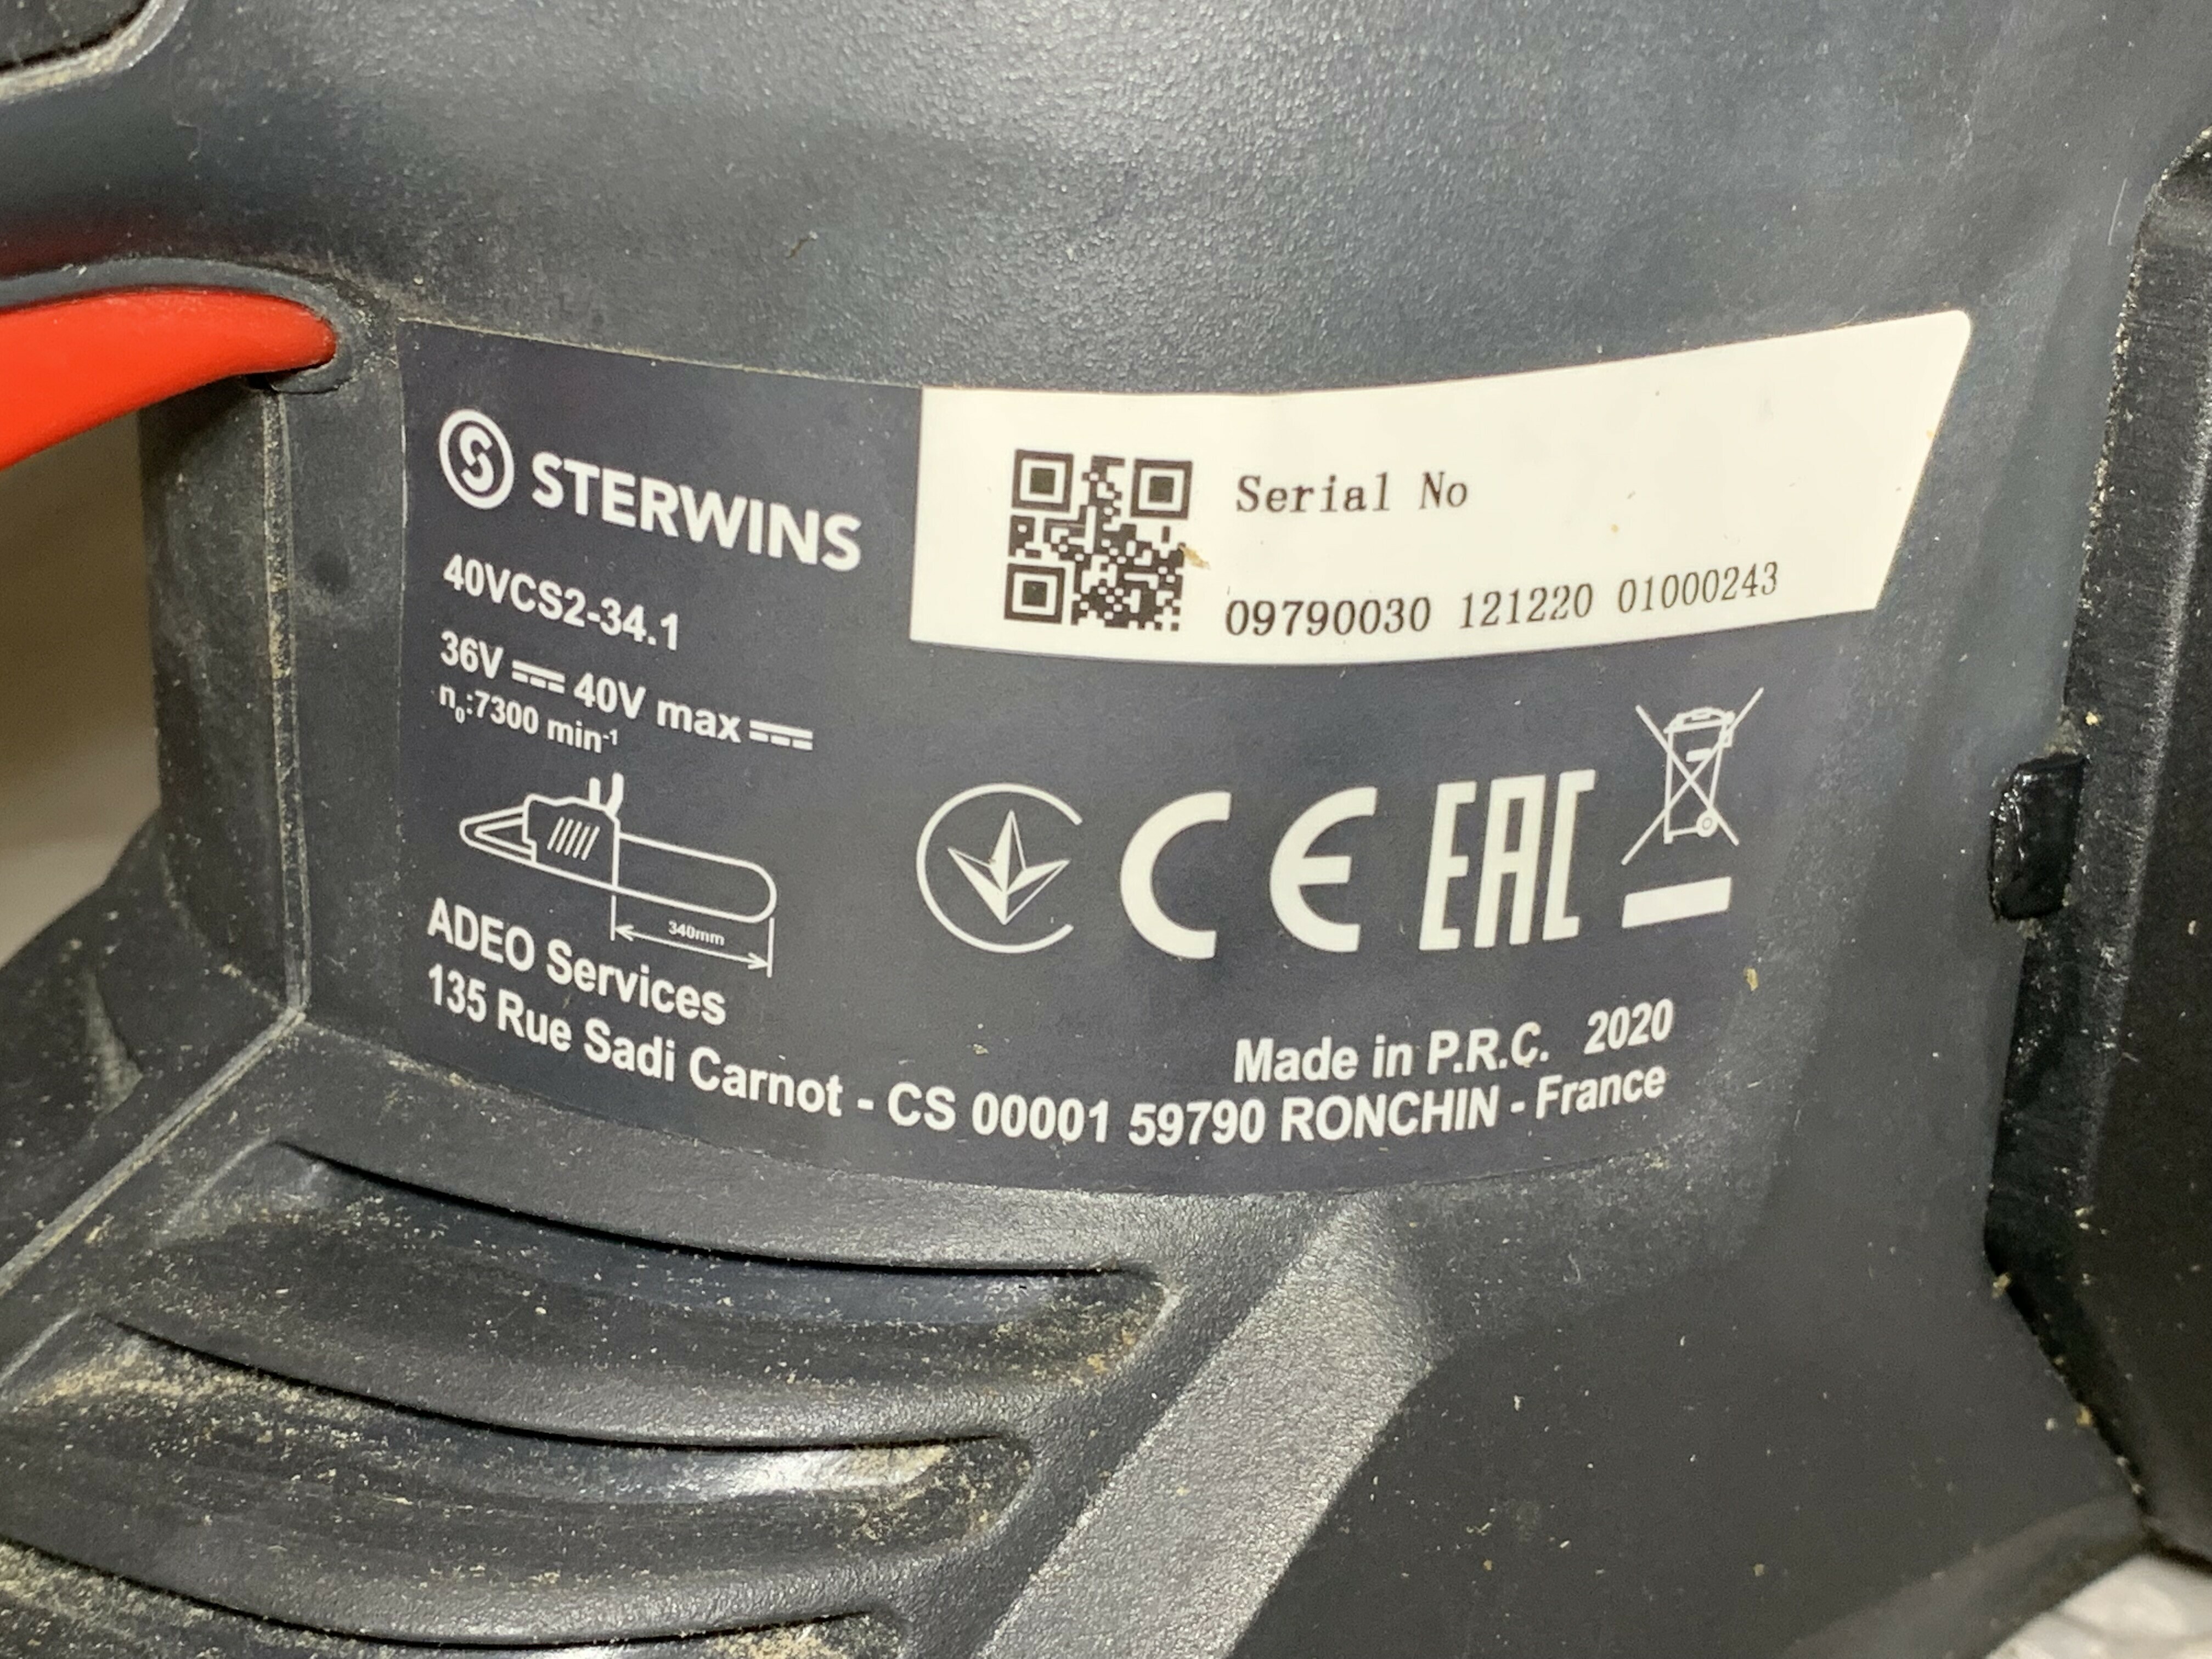 STERWINS
40VCS2-34.1
36V ⎓ 40V max ⎓
n₀:7300 min⁻¹
340mm
Serial No
09790030 121220 01000243
CE EAC
ADEO Services
Made in P.R.C. 2020
135 Rue Sadi Carnot - CS 00001 59790 RONCHIN - France